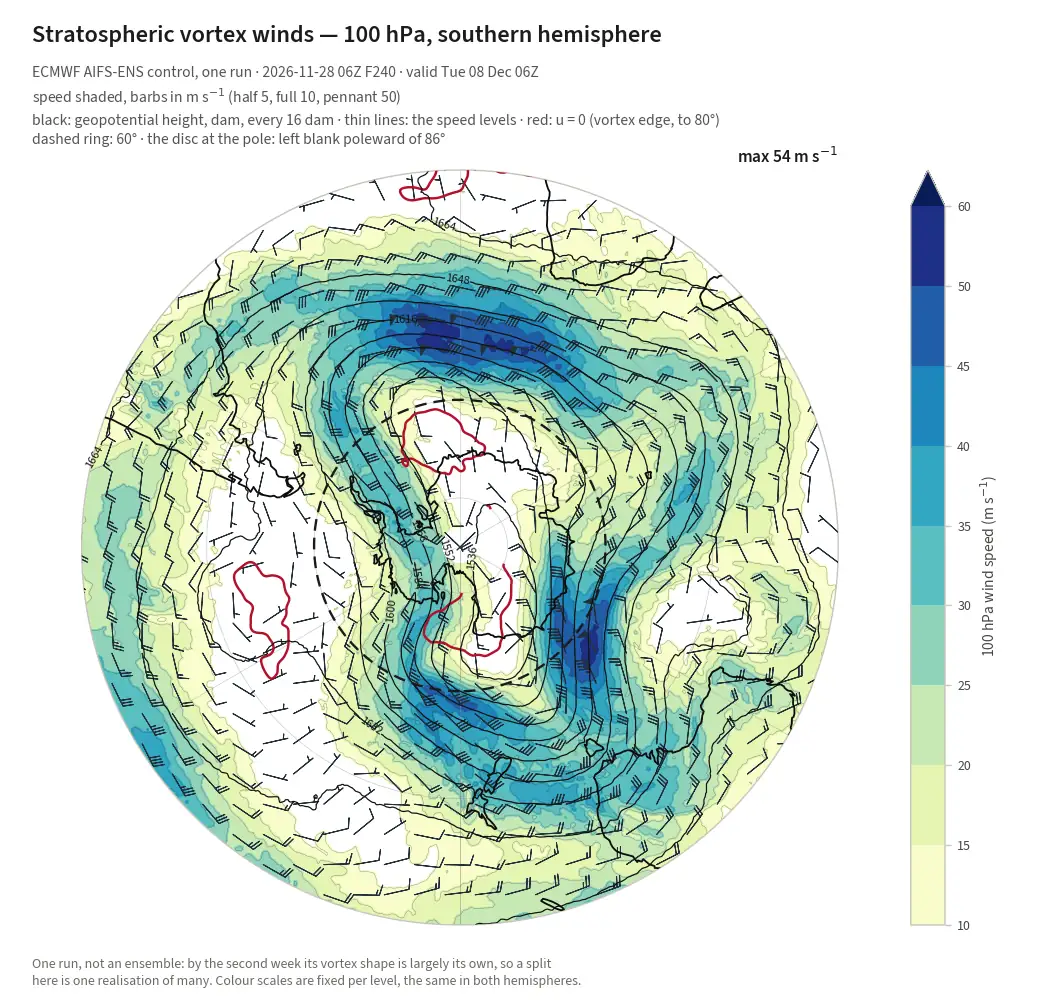 Stratospheric vortex winds — 100 hPa, southern hemisphere
ECMWF AIFS-ENS control, one run · 2026-11-28 06Z F240 · valid Tue 08 Dec 06Z
speed shaded, barbs in m s⁻¹ (half 5, full 10, pennant 50)
black: geopotential height, dam, every 16 dam · thin lines: the speed levels · red: u = 0 (vortex edge, to 80°)
dashed ring: 60° · the disc at the pole: left blank poleward of 86°
max 54 m s⁻¹
1664
1648
1616
1664
1552
1536
1600
60
50
45
40
35
30
25
20
15
10
100 hPa wind speed (m s⁻¹)
One run, not an ensemble: by the second week its vortex shape is largely its own, so a split
here is one realisation of many. Colour scales are fixed per level, the same in both hemispheres.